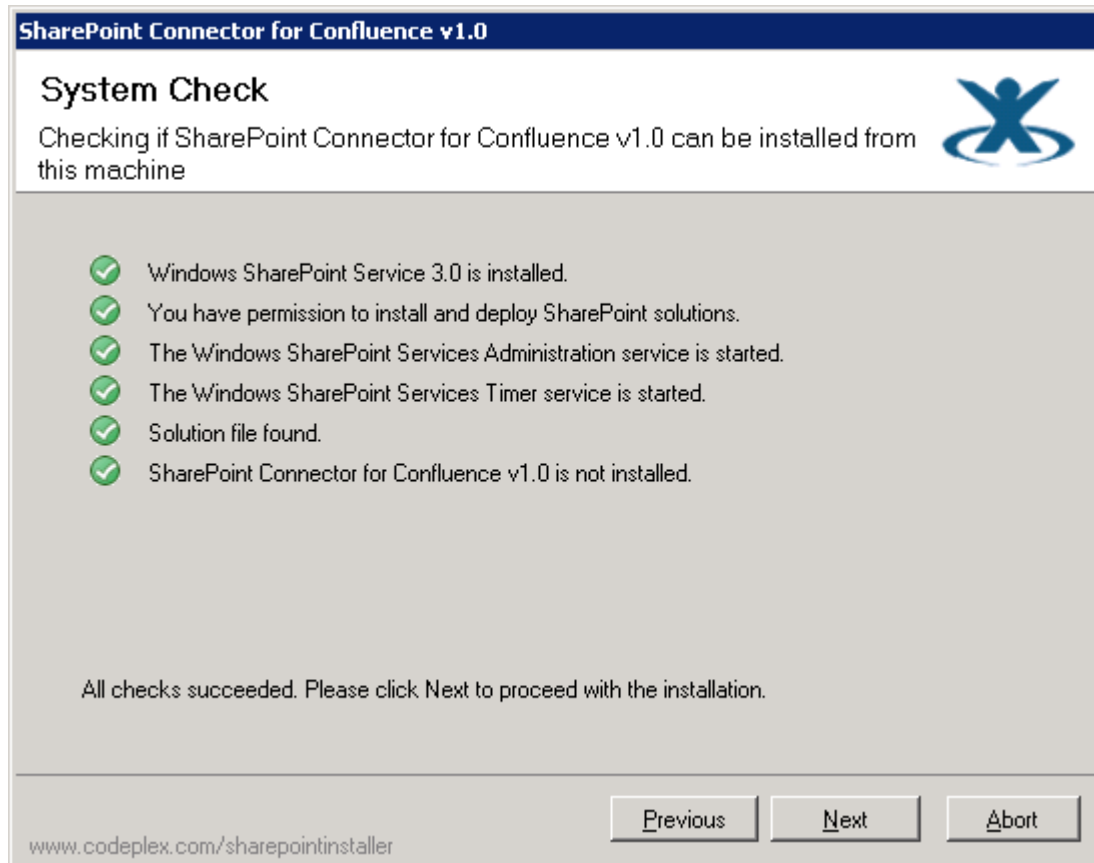 SharePoint Connector for Confluence v1.0
System Check
Checking if SharePoint Connector for Confluence v1.0 can be installed from
this machine
Windows SharePoint Service 3.0 is installed.
You have permission to install and deploy SharePoint solutions.
The Windows SharePoint Services Administration service is started.
The Windows SharePoint Services Timer service is started.
Solution file found.
SharePoint Connector for Confluence v1.0 is not installed.
All checks succeeded. Please click Next to proceed with the installation.
Previous Next Abort
www.codeplex.com/sharepointinstaller